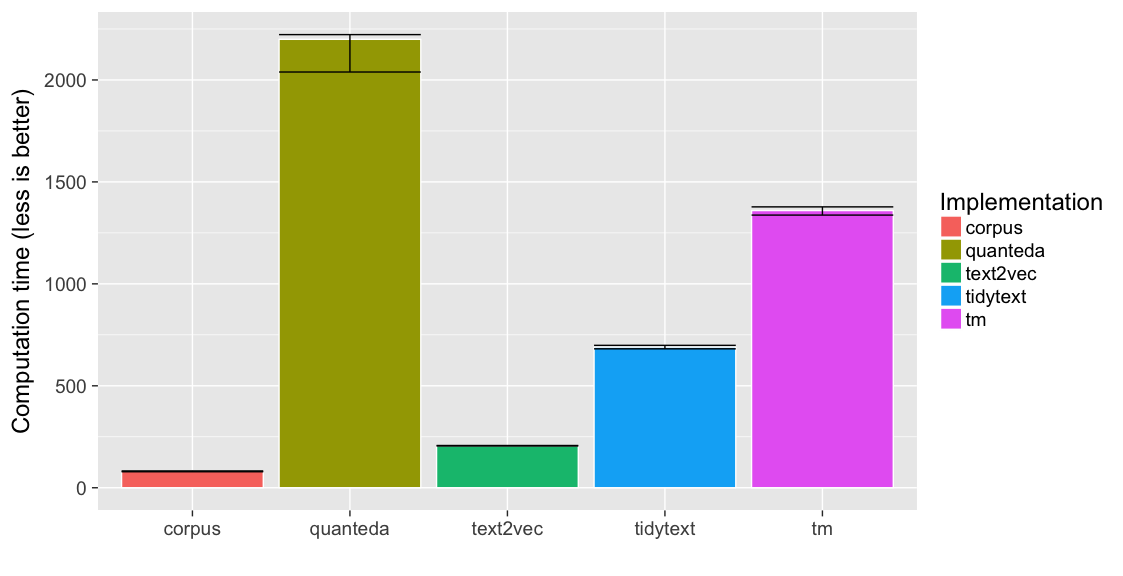 Computation time (less is better)
2000
1500
1000
500
0
corpus
quanteda
text2vec
tidytext
tm
Implementation
corpus
quanteda
text2vec
tidytext
tm